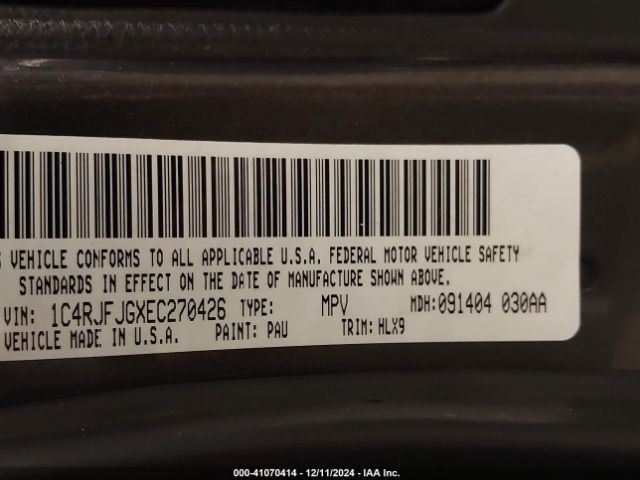 VEHICLE CONFORMS TO ALL APPLICABLE U.S.A. FEDERAL MOTOR VEHICLE SAFETY
STANDARDS IN EFFECT ON THE DATE OF MANUFACTURE SHOWN ABOVE.
VIN: 1C4RJFJGXEC270426 TYPE: MPV MDH:091404 030AA
VEHICLE MADE IN U.S.A. PAINT: PAU TRIM: HLX9
000-41070414 - 12/11/2024 - IAA Inc.